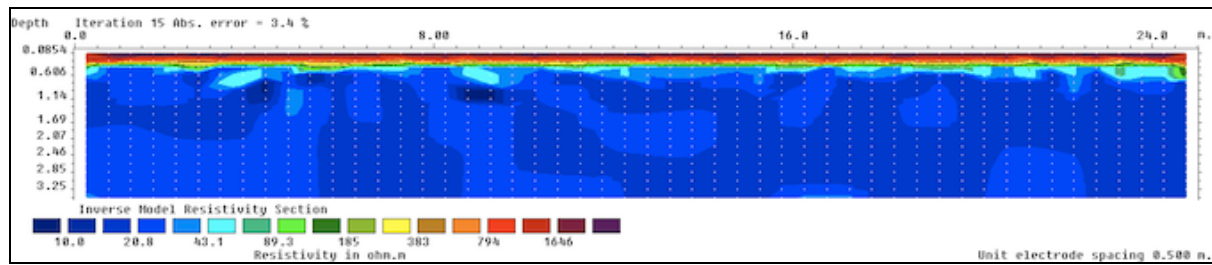 Depth Iteration 15 Abs. error = 3.4 %
0.0 8.00 16.0 24.0 m.
0.0854
0.606
1.14
1.69
2.07
2.46
2.85
3.25
Inverse Model Resistivity Section
10.0 20.8 43.1 89.3 185 383 794 1646
Resistivity in ohm.m
Unit electrode spacing 0.500 m.